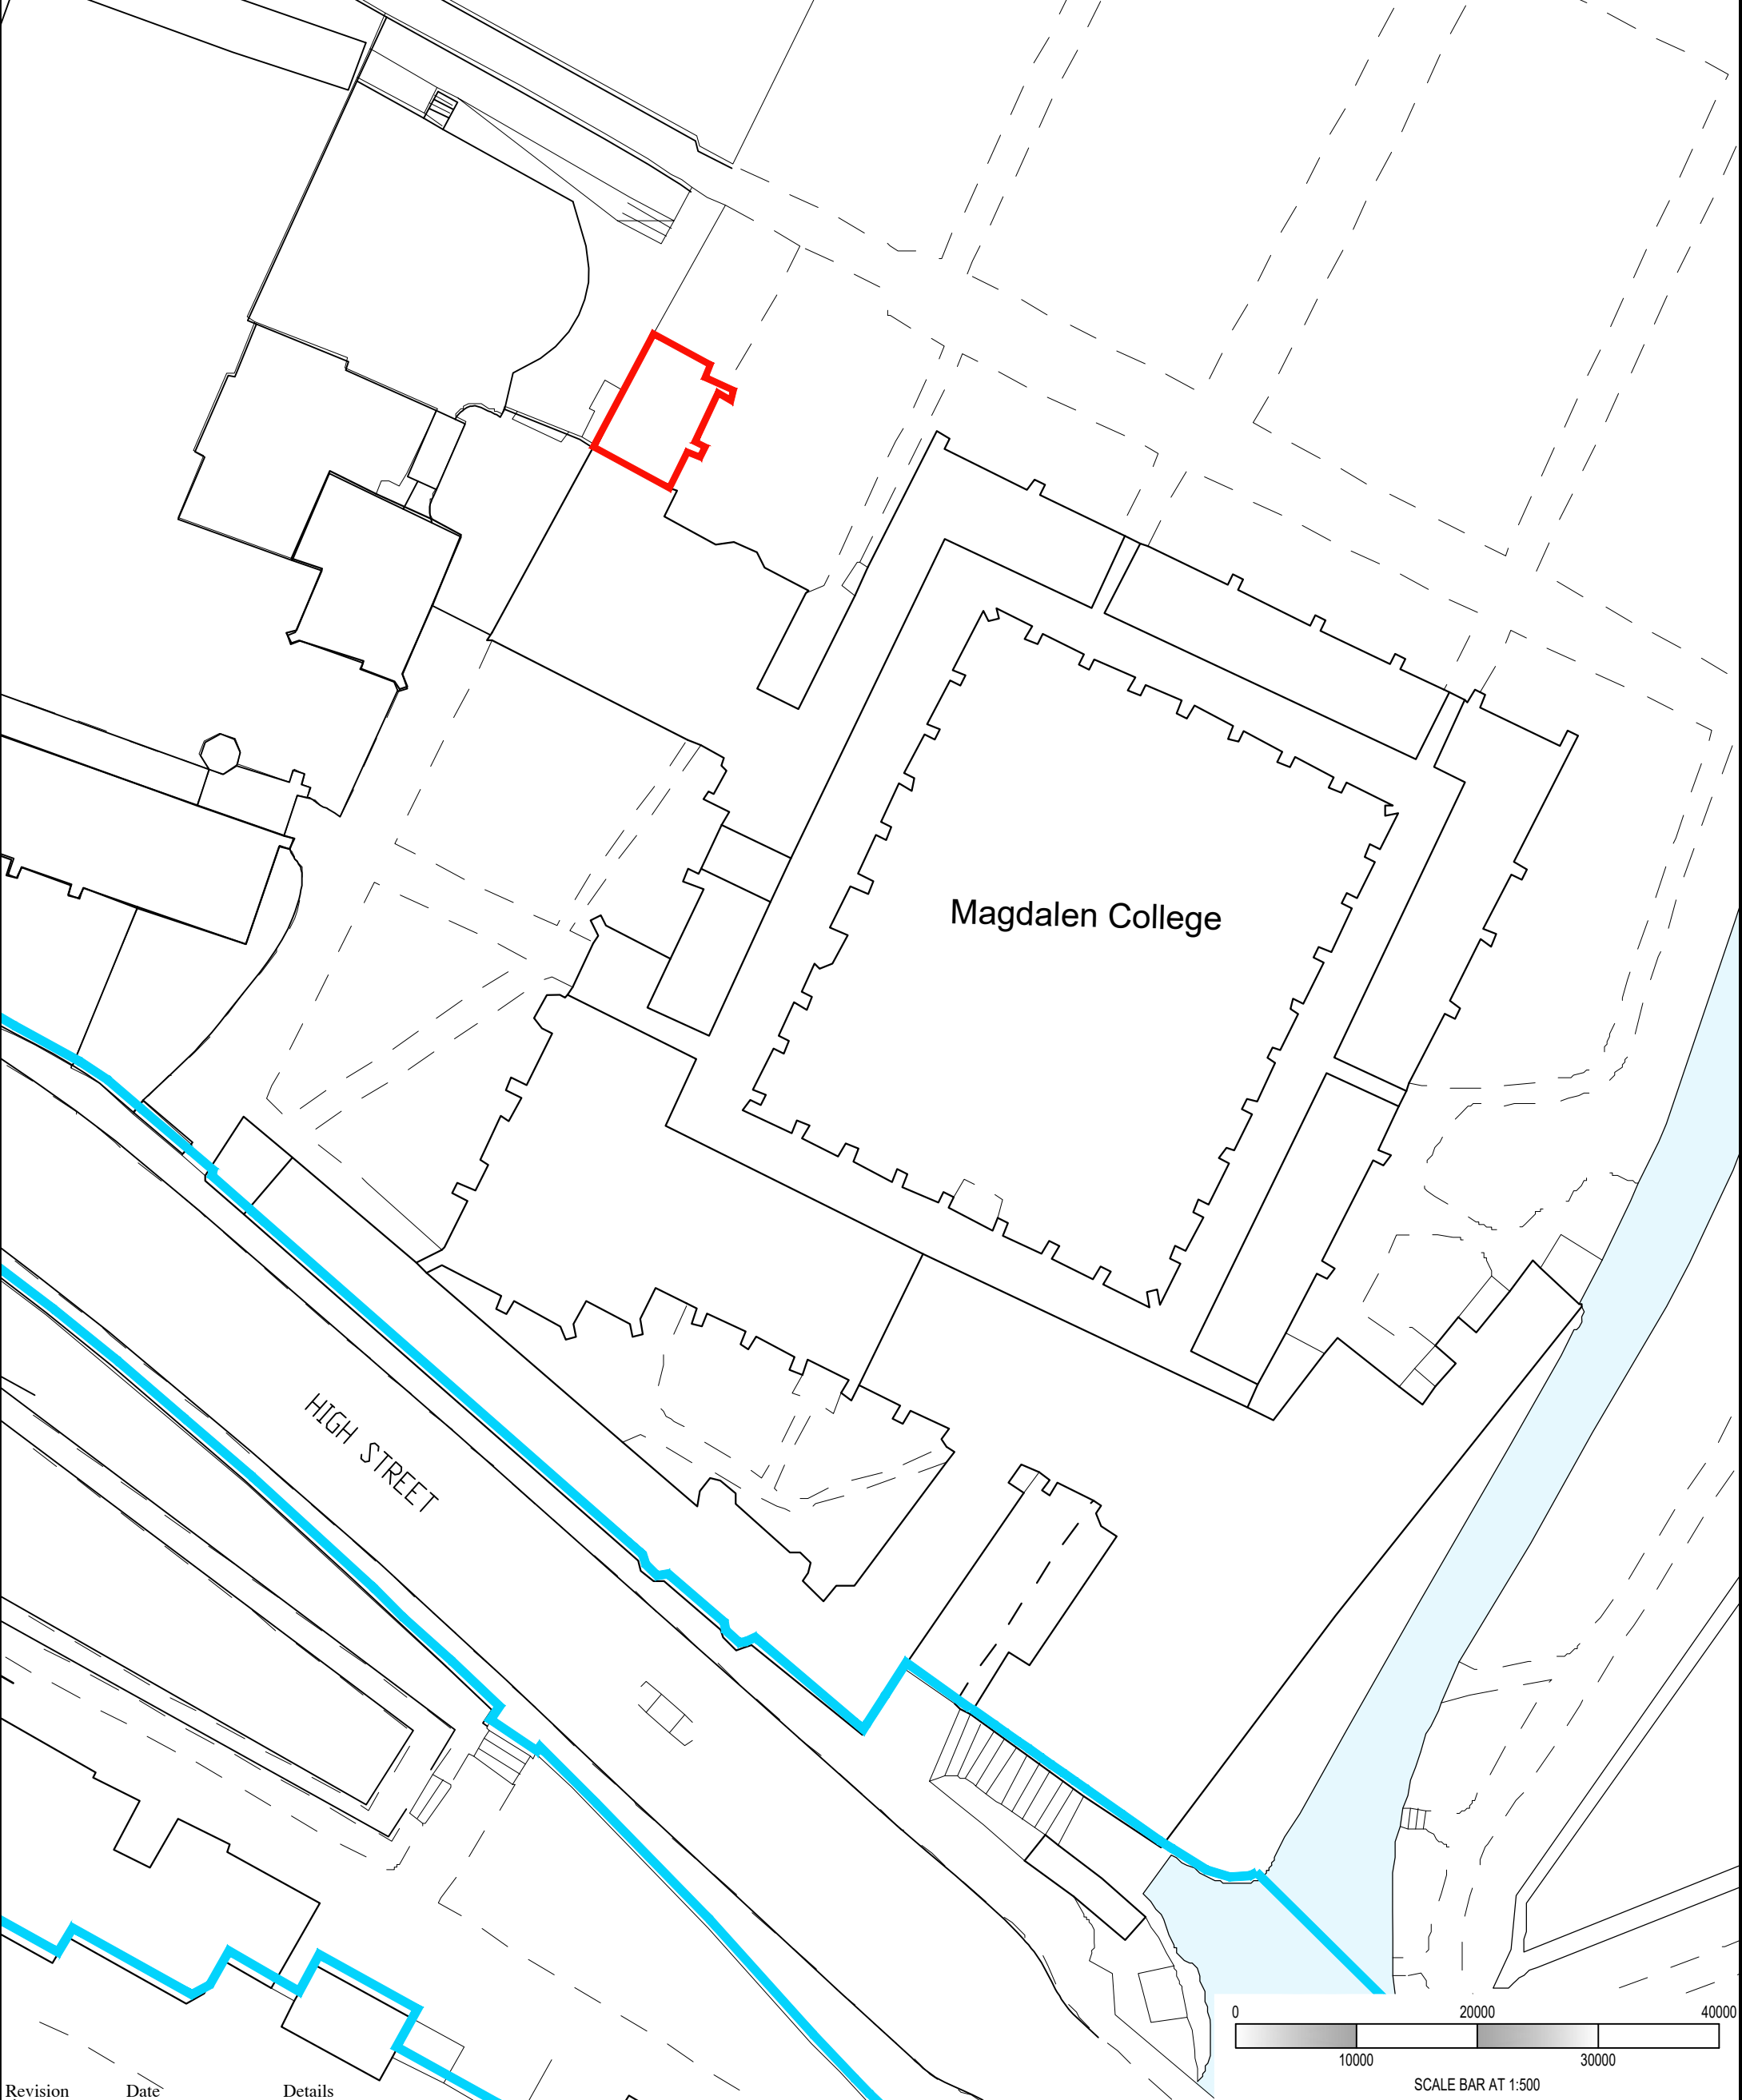 Magdalen College
HIGH STREET
0 20000 40000
10000 30000
SCALE BAR AT 1:500
Revision Date Details